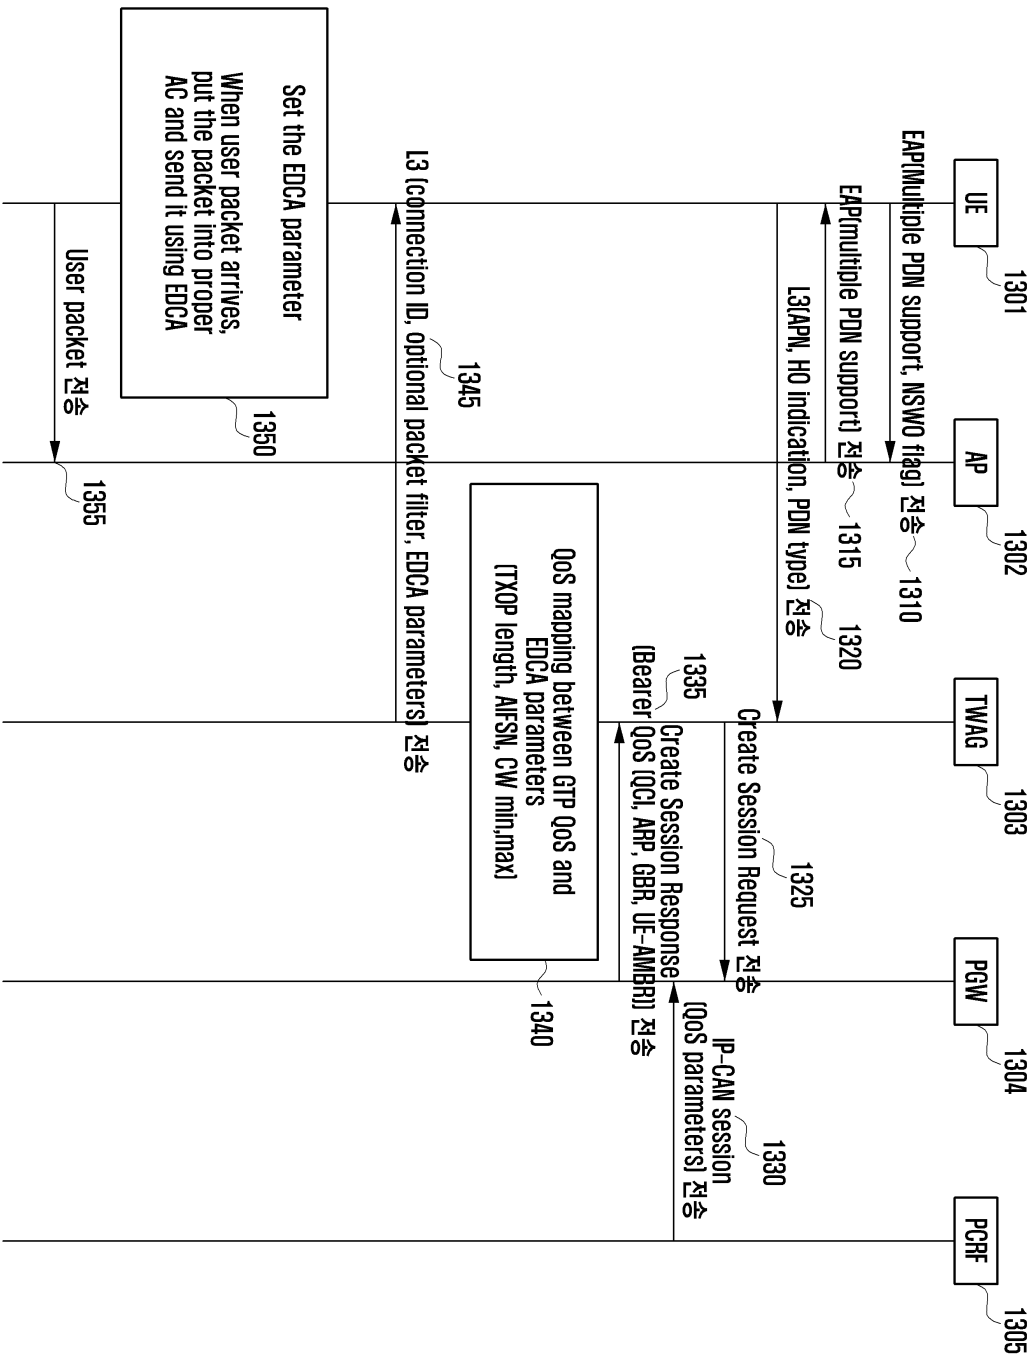 UE
1301
AP
1302
TWAG
1303
PGW
1304
PCRF
1305
EAP(Multiple PDN support, NSWO flag) 전송
1310
EAP(multiple PDN support) 전송
1315
L3(APN, HO indication, PDN type) 전송
1320
Create Session Request 전송
1325
IP-CAN session
(QoS parameters) 전송
1330
1335
Create Session Response
(Bearer QoS (QCI, ARP, GBR, UE-AMBR)) 전송
QoS mapping between GTP QoS and
EDCA parameters
(TXOP length, AIFSN, CW min,max)
1340
1345
L3 (connection ID, optional packet filter, EDCA parameters) 전송
Set the EDCA parameter
When user packet arrives,
put the packet into proper
AC and send it using EDCA
1350
User packet 전송
1355